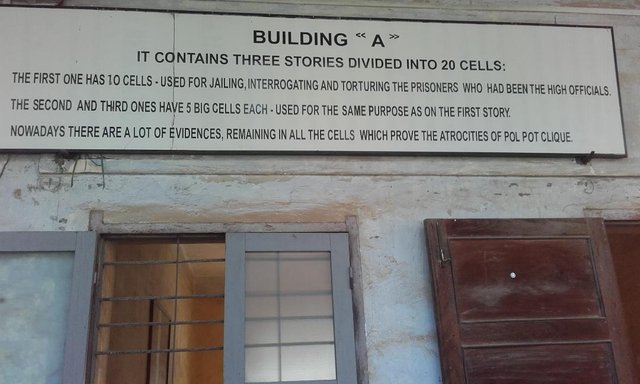 BUILDING “ A ”
IT CONTAINS THREE STORIES DIVIDED INTO 20 CELLS:
THE FIRST ONE HAS 10 CELLS - USED FOR JAILING, INTERROGATING AND TORTURING THE PRISONERS WHO HAD BEEN THE HIGH OFFICIALS.
THE SECOND AND THIRD ONES HAVE 5 BIG CELLS EACH - USED FOR THE SAME PURPOSE AS ON THE FIRST STORY.
NOWADAYS THERE ARE A LOT OF EVIDENCES, REMAINING IN ALL THE CELLS WHICH PROVE THE ATROCITIES OF POL POT CLIQUE.